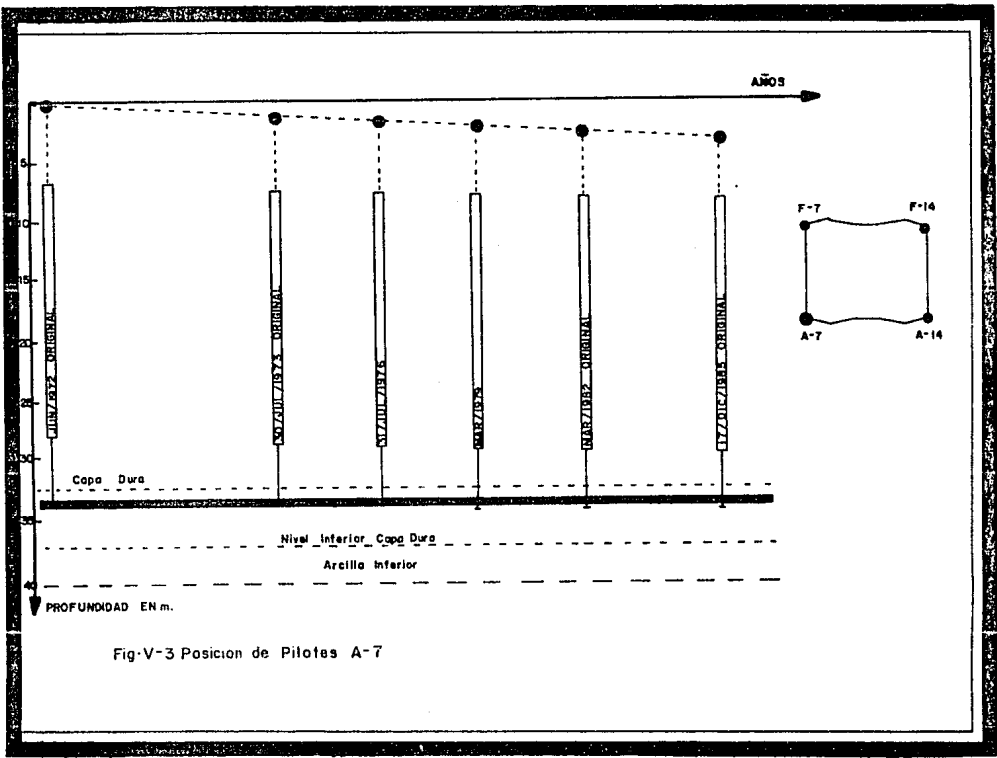 AÑOS
5
10
15
20
25
30
35
40
JUN/1972 ORIGINAL
30/JUL/1973 ORIGINAL
31/JUL/1976
MAR/1979
MAR/1982 ORIGINAL
17/DIC/1985 ORIGINAL
F-7
F-14
A-7
A-14
Capa Dura
Nivel Inferior Capa Dura
Arcilla Inferior
PROFUNDIDAD EN m.
Fig·V-3 Posicion de Pilotes A-7